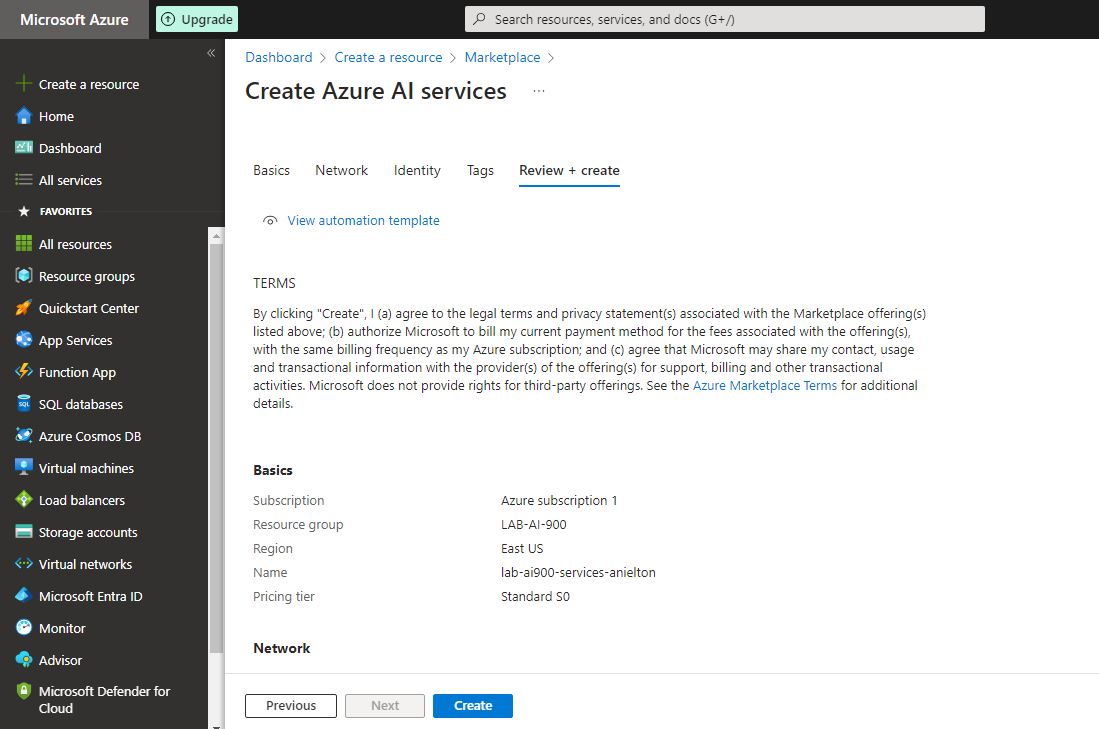 Microsoft Azure
Upgrade
Search resources, services, and docs (G+/)
Create a resource
Home
Dashboard
All services
FAVORITES
All resources
Resource groups
Quickstart Center
App Services
Function App
SQL databases
Azure Cosmos DB
Virtual machines
Load balancers
Storage accounts
Virtual networks
Microsoft Entra ID
Monitor
Advisor
Microsoft Defender for
Cloud
Dashboard > Create a resource > Marketplace >
Create Azure AI services ...
Basics Network Identity Tags Review + create
View automation template
TERMS
By clicking "Create", I (a) agree to the legal terms and privacy statement(s) associated with the Marketplace offering(s)
listed above; (b) authorize Microsoft to bill my current payment method for the fees associated with the offering(s),
with the same billing frequency as my Azure subscription; and (c) agree that Microsoft may share my contact, usage
and transactional information with the provider(s) of the offering(s) for support, billing and other transactional
activities. Microsoft does not provide rights for third-party offerings. See the Azure Marketplace Terms for additional
details.
Basics
Subscription Azure subscription 1
Resource group LAB-AI-900
Region East US
Name lab-ai900-services-anielton
Pricing tier Standard S0
Network
Previous Next Create